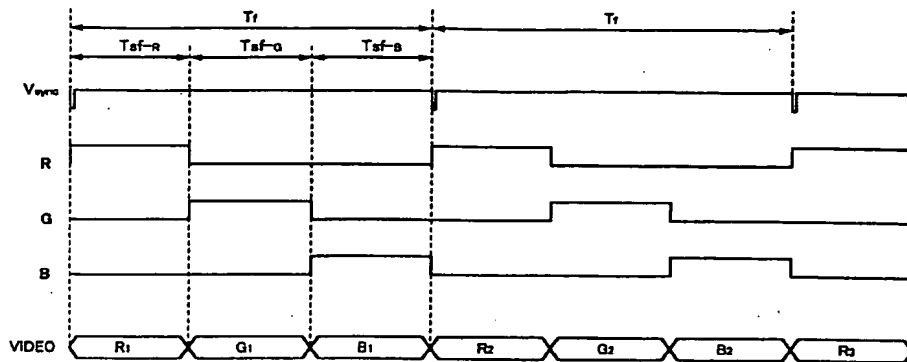 Tf Tf
Tsf-R Tsf-G Tsf-B
Vsync
R
G
B
VIDEO R1 G1 B1 R2 G2 B2 R3